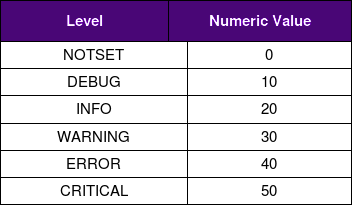 Level Numeric Value
NOTSET 0
DEBUG 10
INFO 20
WARNING 30
ERROR 40
CRITICAL 50